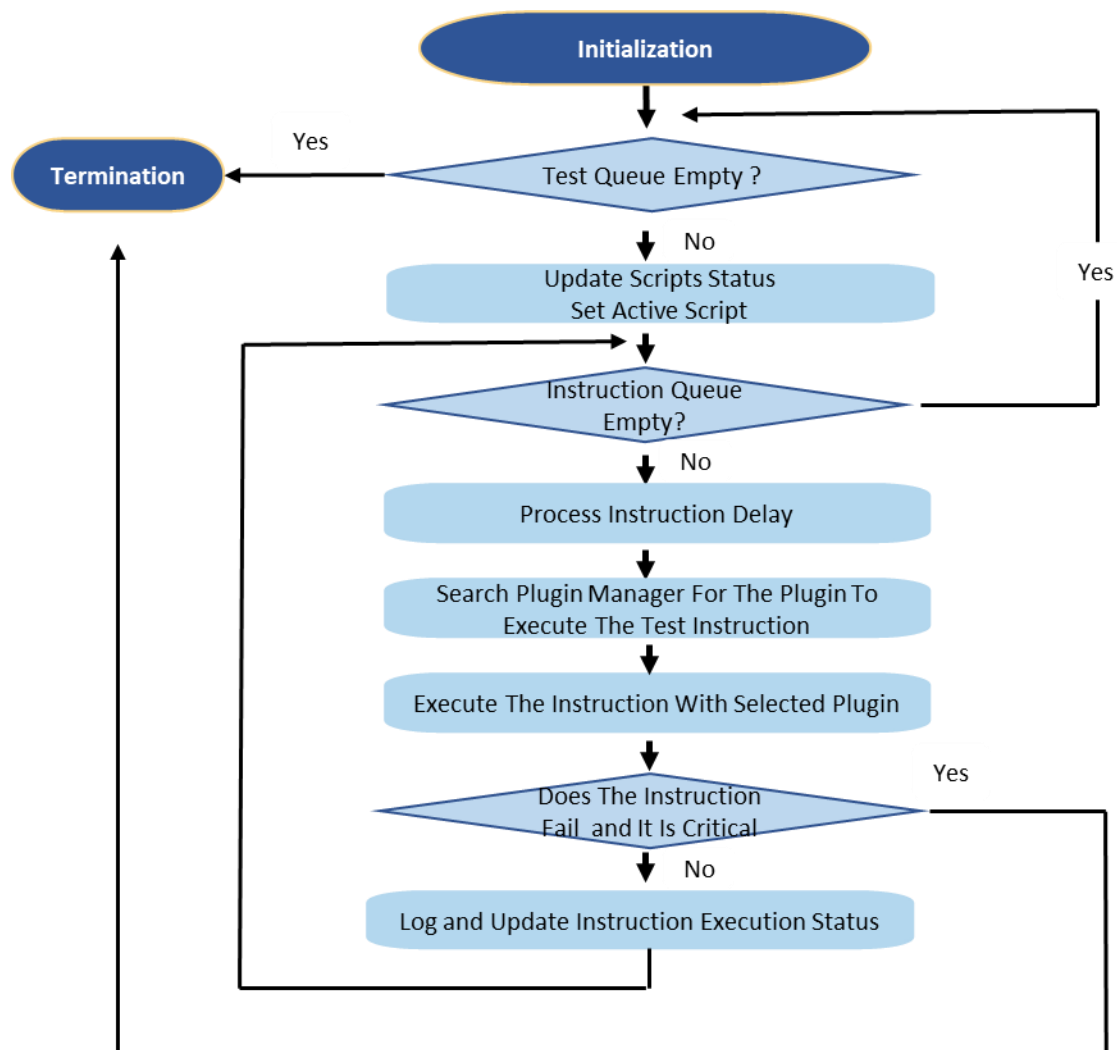 Initialization
Yes
Termination
Test Queue Empty ?
No
Update Scripts Status
Set Active Script
Yes
Instruction Queue
Empty?
No
Process Instruction Delay
Search Plugin Manager For The Plugin To
Execute The Test Instruction
Execute The Instruction With Selected Plugin
Yes
Does The Instruction
Fail and It Is Critical
No
Log and Update Instruction Execution Status